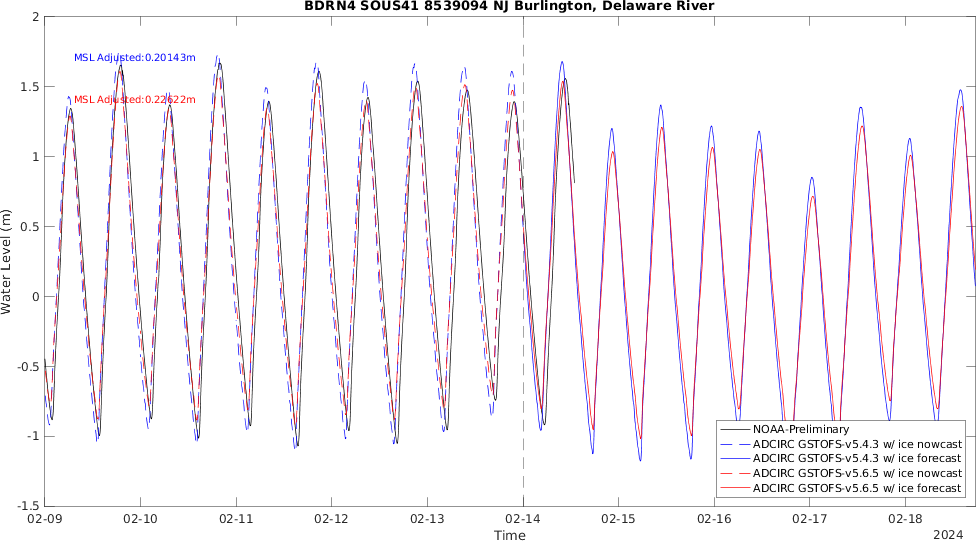 BDRN4 SOUS41 8539094 NJ Burlington, Delaware River
2
1.5
1
0.5
0
-0.5
-1
-1.5
Water Level (m)
MSL Adjusted:0.20143m
MSL Adjusted:0.22622m
NOAA-Preliminary
ADCIRC GSTOFS-v5.4.3 w/ ice nowcast
ADCIRC GSTOFS-v5.4.3 w/ ice forecast
ADCIRC GSTOFS-v5.6.5 w/ ice nowcast
ADCIRC GSTOFS-v5.6.5 w/ ice forecast
02-09 02-10 02-11 02-12 02-13 02-14 02-15 02-16 02-17 02-18
Time
2024